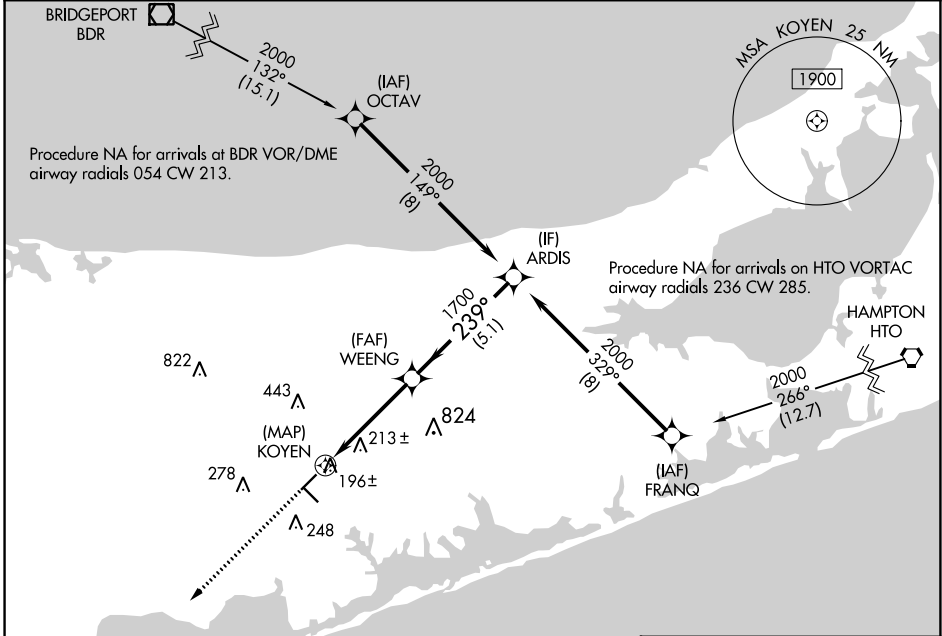 BRIDGEPORT
BDR
2000
132°
(15.1)
(IAF)
OCTAV
MSA KOYEN 25 NM
1900
Procedure NA for arrivals at BDR VOR/DME
airway radials 054 CW 213.
2000
149°
(8)
(IF)
ARDIS
Procedure NA for arrivals on HTO VORTAC
airway radials 236 CW 285.
1700
239°
(5.1)
HAMPTON
HTO
(FAF)
WEENG
2000
329°
(8)
2000
266°
(12.7)
822
443
824
(MAP)
KOYEN
213±
278
196±
(IAF)
FRANQ
248